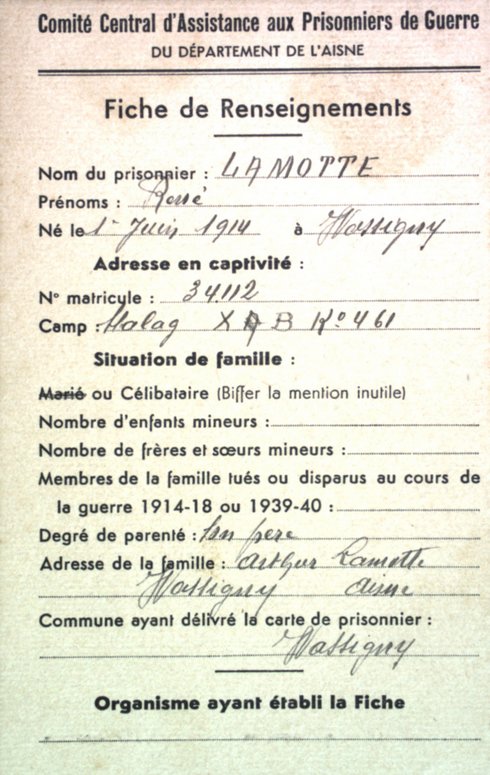 Comité Central d'Assistance aux Prisonniers de Guerre
DU DÉPARTEMENT DE L'AISNE
Fiche de Renseignements
Nom du prisonnier : LAMOTTE
Prénoms : René
Né le 1er Juin 1914 à Wassigny
Adresse en captivité :
N° matricule : 34112
Camp : Stalag X B K° 461
Situation de famille :
Marié ou Célibataire (Biffer la mention inutile)
Nombre d'enfants mineurs :
Nombre de frères et sœurs mineurs :
Membres de la famille tués ou disparus au cours de
la guerre 1914-18 ou 1939-40 :
Degré de parenté : Son père
Adresse de la famille : Arthur Lamotte
Wassigny Aisne
Commune ayant délivré la carte de prisonnier :
Wassigny
Organisme ayant établi la Fiche